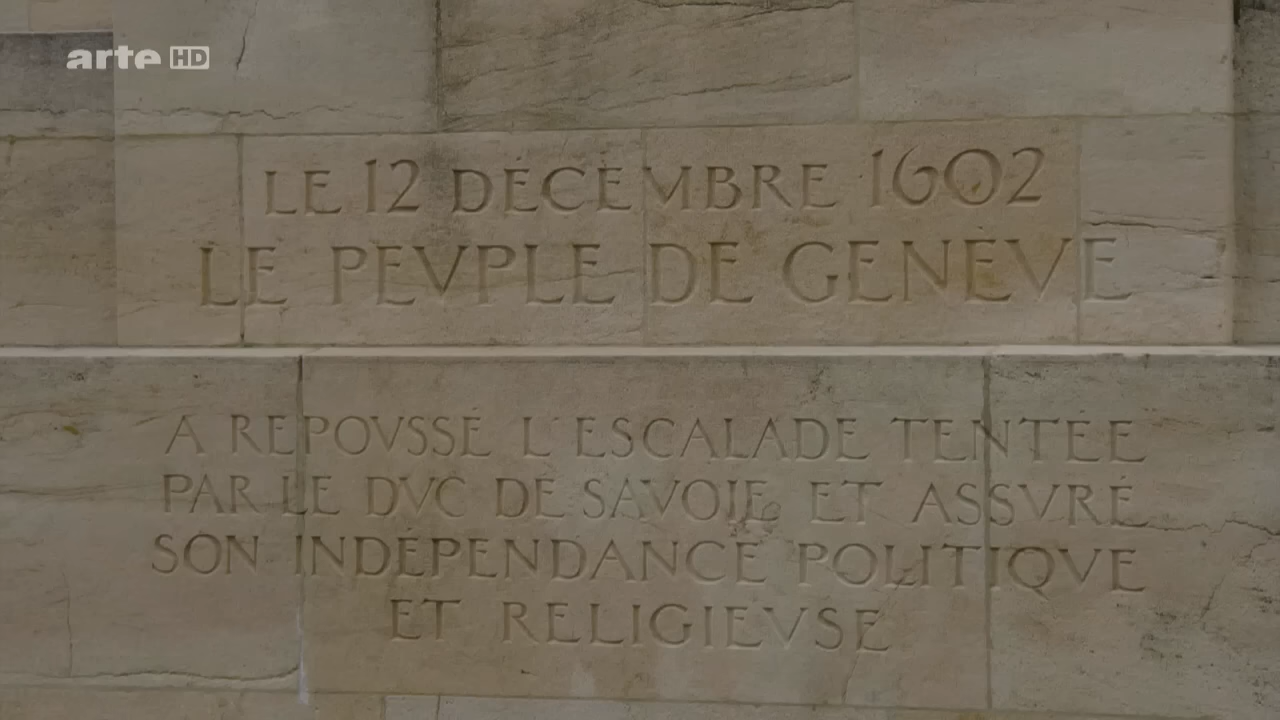 arte HD
LE 12 DÉCEMBRE 1602
LE PEVPLE DE GENEVE
A REPOVSSÉ L'ESCALADE TENTÉE
PAR LE DVC DE SAVOIE ET ASSVRÉ
SON INDÉPENDANCE POLITIQVE
ET RELIGIEVSE